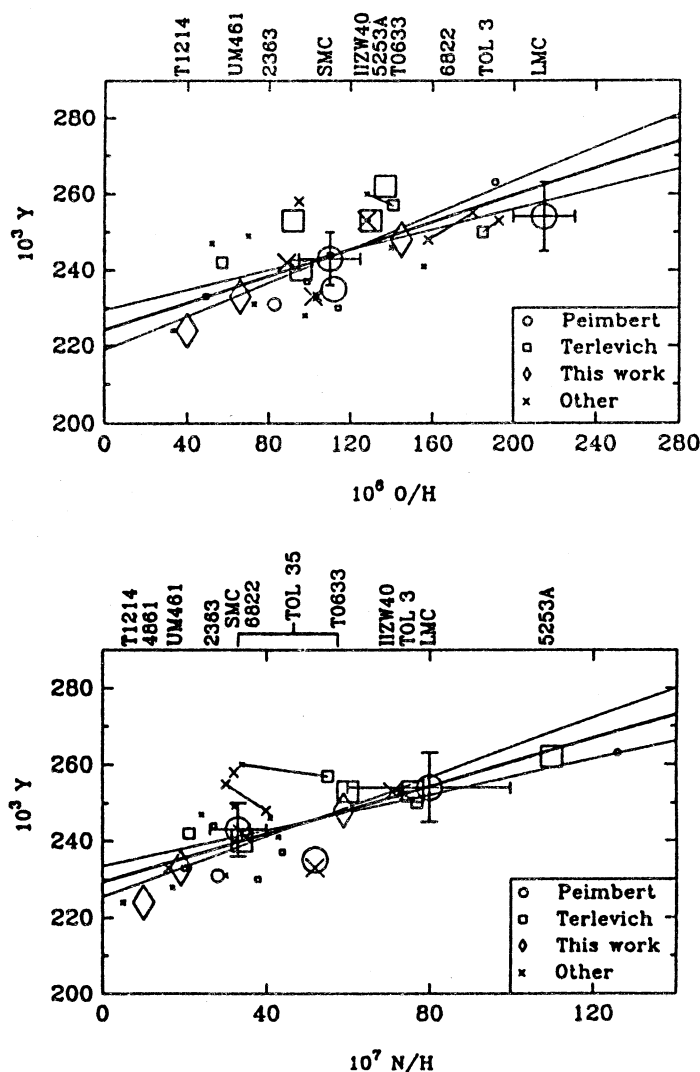 T1214
UM461
2363
SMC
IIZW40
5253A
T0633
6822
TOL 3
LMC
280
260
240
220
200
10³ Y
Peimbert
Terlevich
This work
Other
0 40 80 120 160 200 240 280
10⁶ O/H
T1214
4861
UM461
2363
SMC
6822
TOL 35
T0633
IIZW40
TOL 3
LMC
5253A
280
260
240
220
200
10³ Y
Peimbert
Terlevich
This work
Other
0 40 80 120
10⁷ N/H